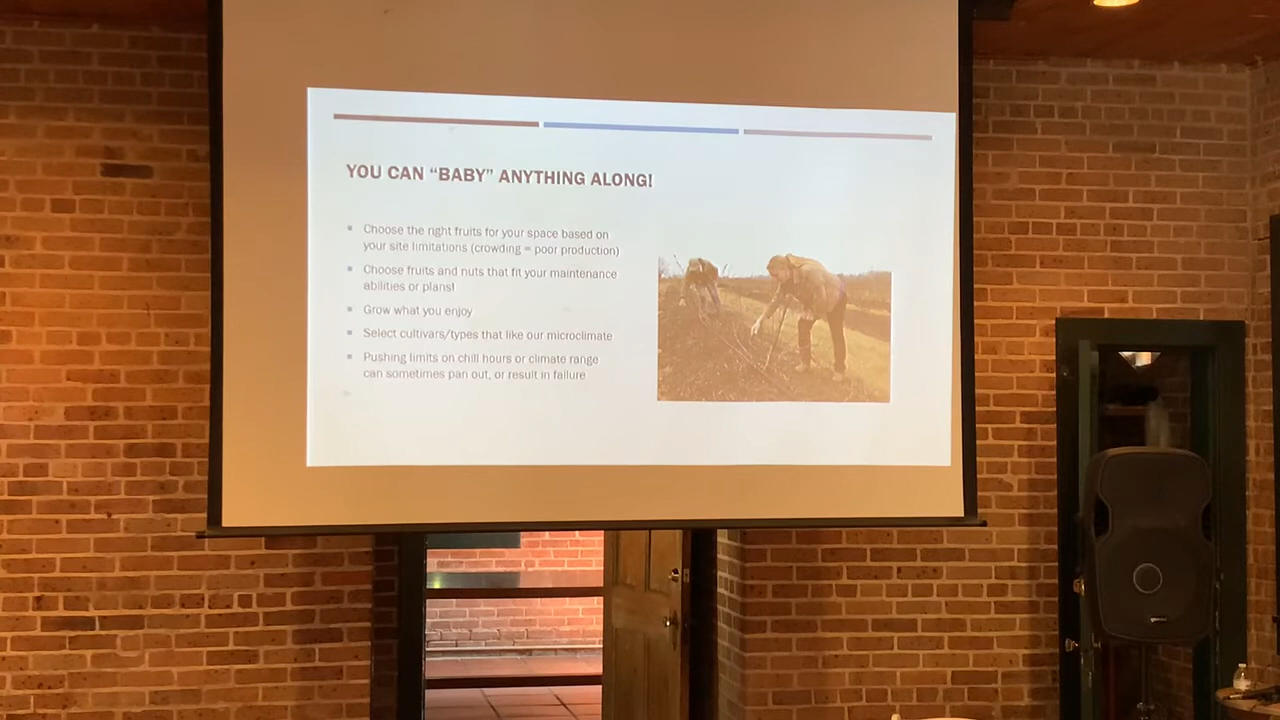 YOU CAN “BABY” ANYTHING ALONG!
▪ Choose the right fruits for your space based on
your site limitations (crowding = poor production)
▪ Choose fruits and nuts that fit your maintenance
abilities or plans!
▪ Grow what you enjoy
▪ Select cultivars/types that like our microclimate
▪ Pushing limits on chill hours or climate range
can sometimes pan out, or result in failure